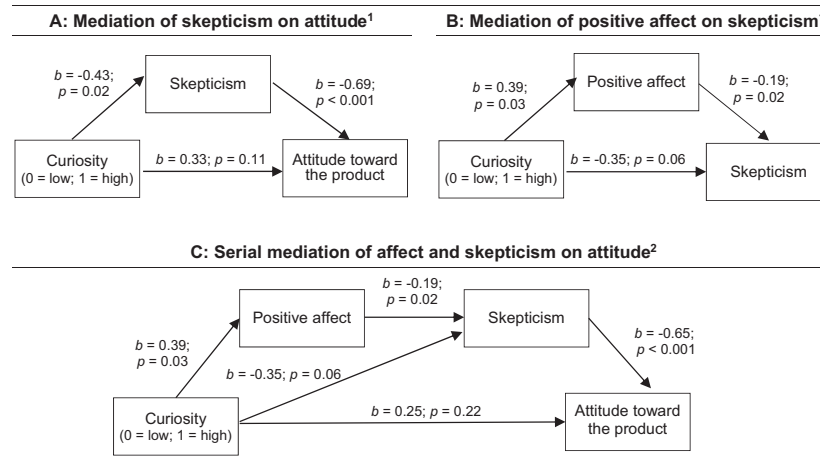 A: Mediation of skepticism on attitude¹
b = -0.43;
p = 0.02
Skepticism
b = -0.69;
p < 0.001
Curiosity
(0 = low; 1 = high)
b = 0.33; p = 0.11
Attitude toward
the product
B: Mediation of positive affect on skepticism
b = 0.39;
p = 0.03
Positive affect
b = -0.19;
p = 0.02
Curiosity
(0 = low; 1 = high)
b = -0.35; p = 0.06
Skepticism
C: Serial mediation of affect and skepticism on attitude²
b = -0.19;
p = 0.02
Positive affect
Skepticism
b = 0.39;
p = 0.03
b = -0.35; p = 0.06
b = -0.65;
p < 0.001
Curiosity
(0 = low; 1 = high)
b = 0.25; p = 0.22
Attitude toward
the product